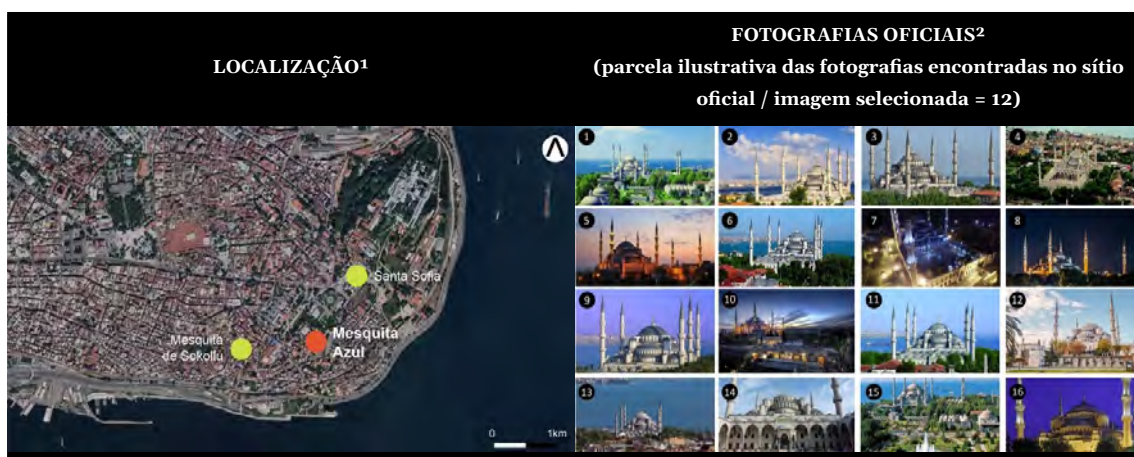 LOCALIZAÇÃO¹
FOTOGRAFIAS OFICIAIS²
(parcela ilustrativa das fotografias encontradas no sítio
oficial / imagem selecionada = 12)
Santa Sofia
Mesquita
Azul
Mesquita
de Sokollu
0 1km
1 2 3 4
5 6 7 8
9 10 11 12
13 14 15 16